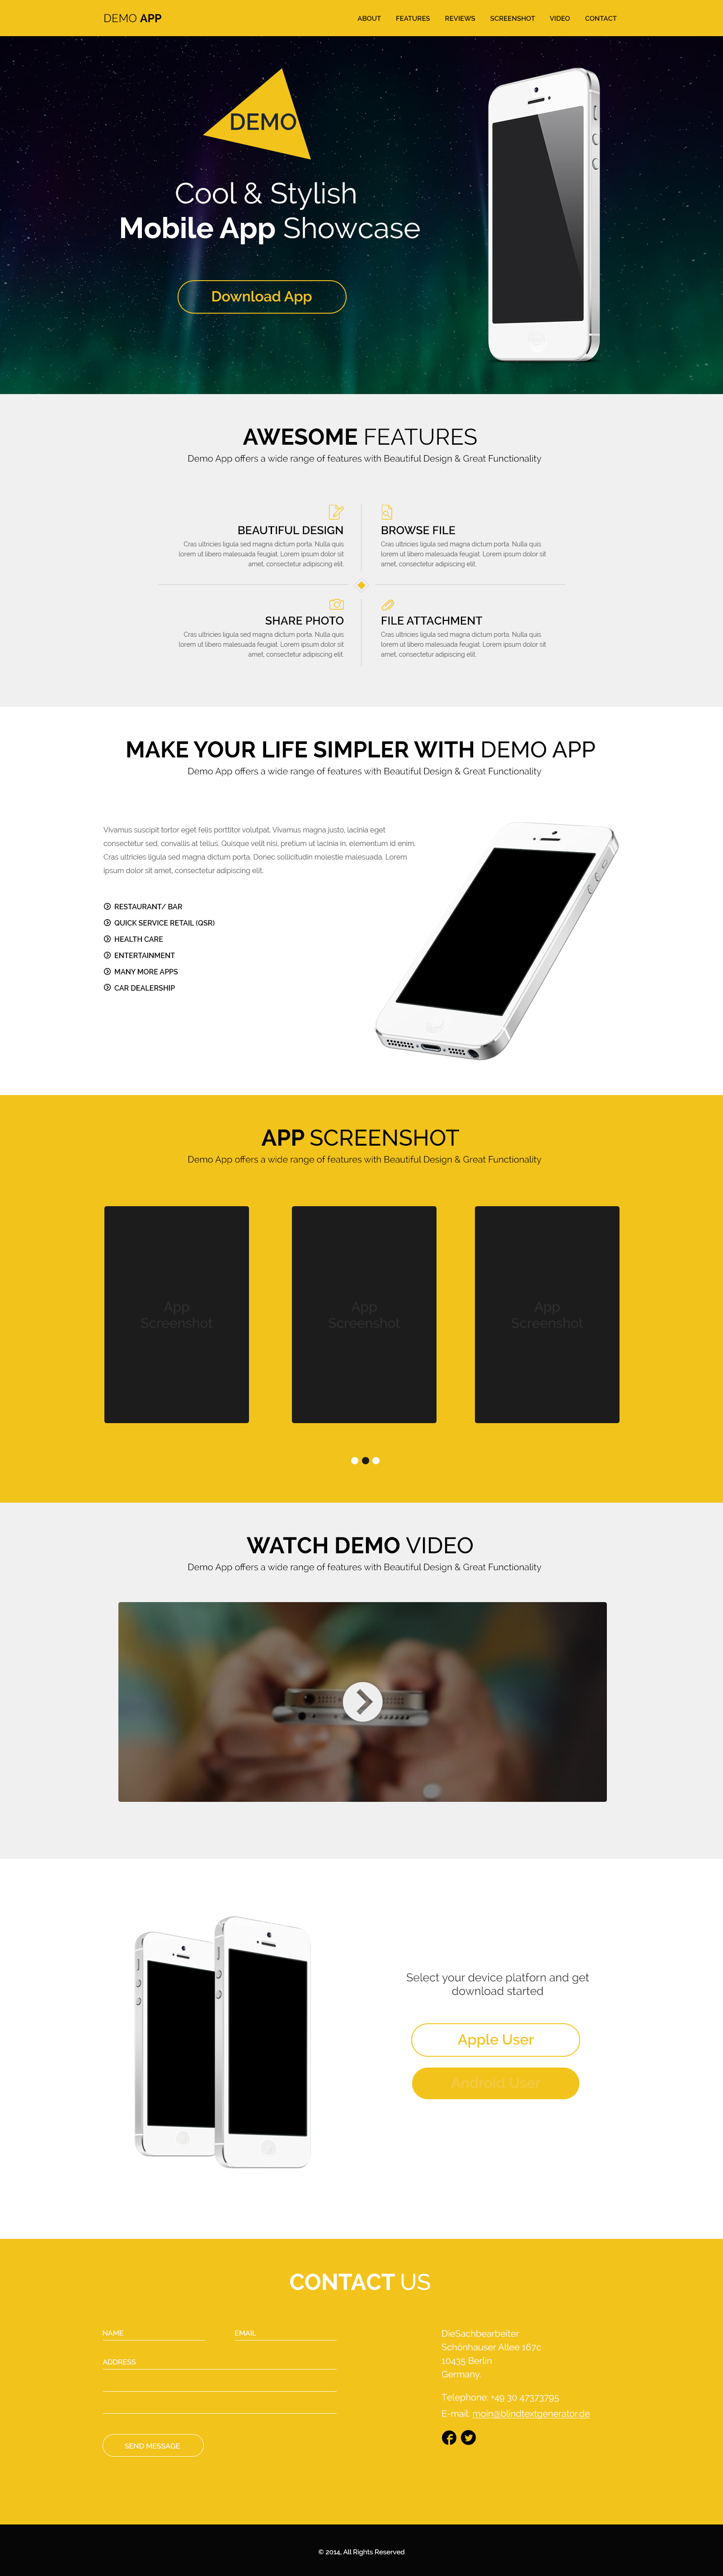 DEMO APP
ABOUT FEATURES REVIEWS SCREENSHOT VIDEO CONTACT
DEMO
Cool & Stylish
Mobile App Showcase
Download App
AWESOME FEATURES
Demo App offers a wide range of features with Beautiful Design & Great Functionality
BEAUTIFUL DESIGN
Cras ultricies ligula sed magna dictum porta. Nulla quis
lorem ut libero malesuada feugiat. Lorem ipsum dolor sit
amet, consectetur adipiscing elit.
BROWSE FILE
Cras ultricies ligula sed magna dictum porta. Nulla quis
lorem ut libero malesuada feugiat. Lorem ipsum dolor sit
amet, consectetur adipiscing elit.
SHARE PHOTO
Cras ultricies ligula sed magna dictum porta. Nulla quis
lorem ut libero malesuada feugiat. Lorem ipsum dolor sit
amet, consectetur adipiscing elit.
FILE ATTACHMENT
Cras ultricies ligula sed magna dictum porta. Nulla quis
lorem ut libero malesuada feugiat. Lorem ipsum dolor sit
amet, consectetur adipiscing elit.
MAKE YOUR LIFE SIMPLER WITH DEMO APP
Demo App offers a wide range of features with Beautiful Design & Great Functionality
Vivamus suscipit tortor eget felis porttitor volutpat. Vivamus magna justo, lacinia eget
consectetur sed, convallis at tellus. Quisque velit nisi, pretium ut lacinia in, elementum id enim.
Cras ultricies ligula sed magna dictum porta. Donec sollicitudin molestie malesuada. Lorem
ipsum dolor sit amet, consectetur adipiscing elit.
RESTAURANT/ BAR
QUICK SERVICE RETAIL (QSR)
HEALTH CARE
ENTERTAINMENT
MANY MORE APPS
CAR DEALERSHIP
APP SCREENSHOT
Demo App offers a wide range of features with Beautiful Design & Great Functionality
App
Screenshot
App
Screenshot
App
Screenshot
WATCH DEMO VIDEO
Demo App offers a wide range of features with Beautiful Design & Great Functionality
Select your device platforn and get
download started
Apple User
Android User
CONTACT US
NAME
EMAIL
ADDRESS
SEND MESSAGE
DieSachbearbeiter
Schönhauser Allee 167c
10435 Berlin
Germany.
Telephone: +49 30 47373795
E-mail: moin@blindtextgenerator.de
© 2014, All Rights Reserved